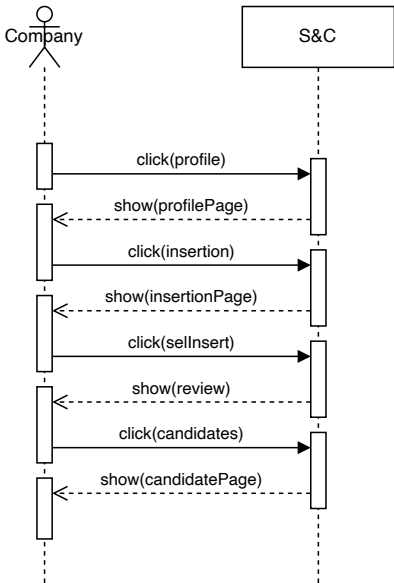 Company
S&C
click(profile)
show(profilePage)
click(insertion)
show(insertionPage)
click(selInsert)
show(review)
click(candidates)
show(candidatePage)